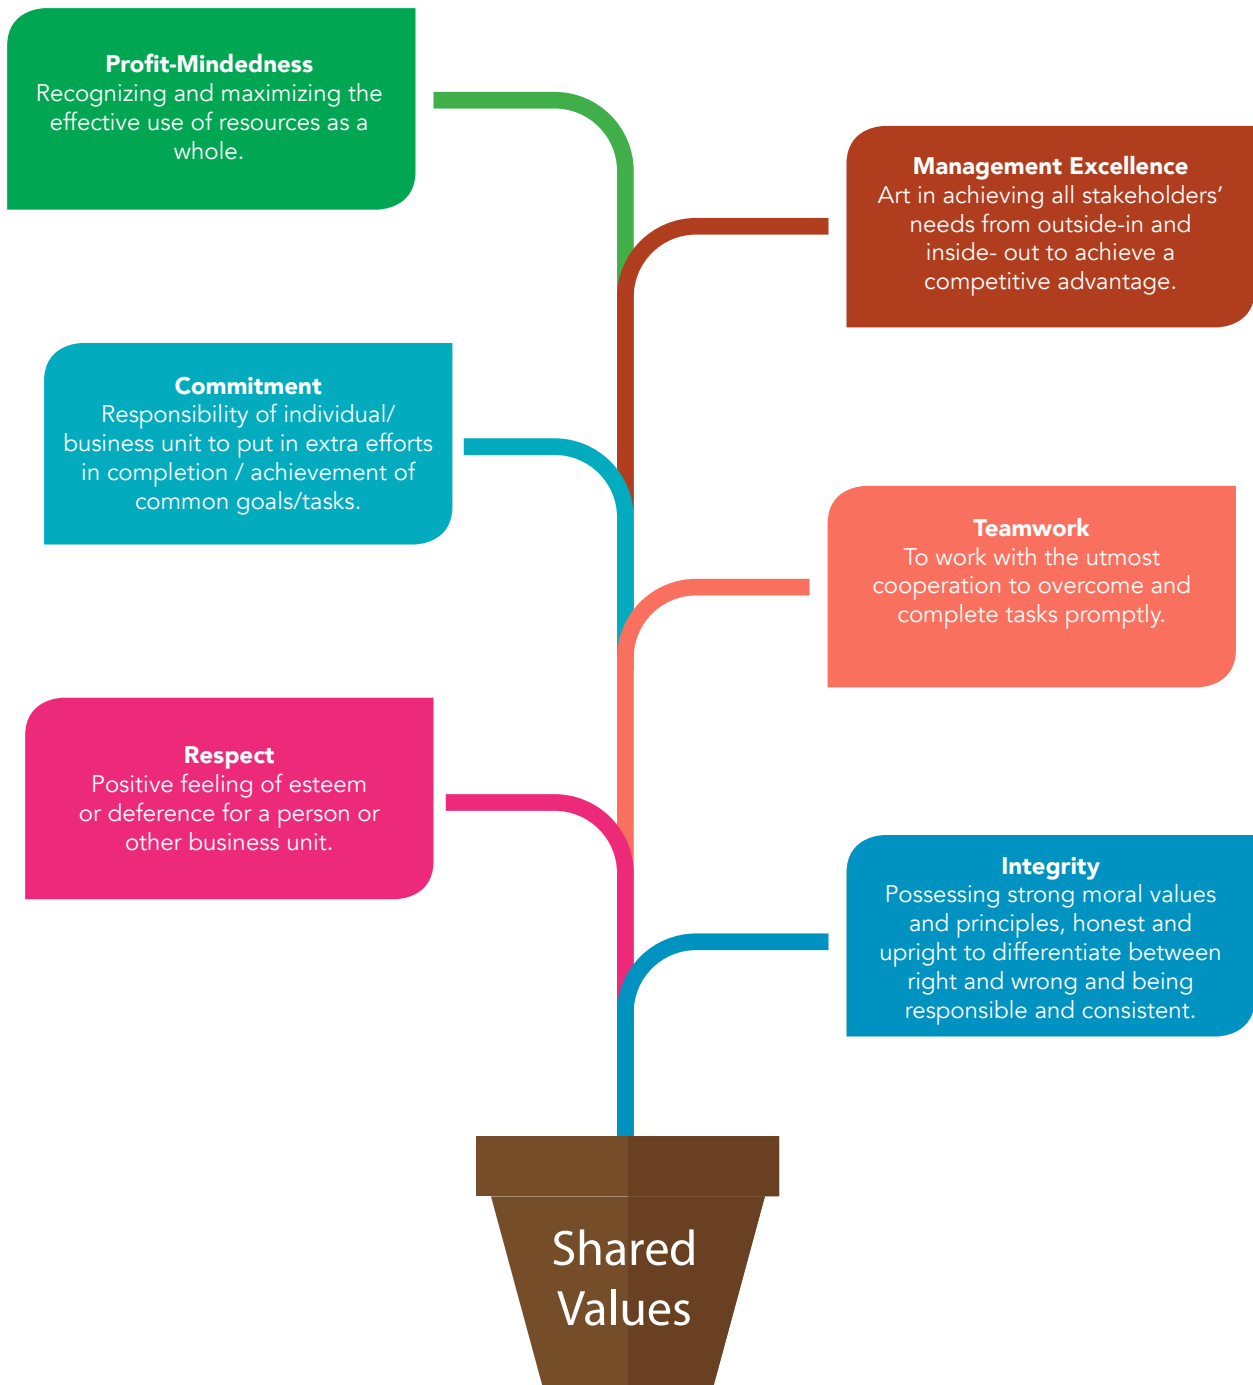 Profit-Mindedness
Recognizing and maximizing the
effective use of resources as a
whole.
Management Excellence
Art in achieving all stakeholders’
needs from outside-in and
inside- out to achieve a
competitive advantage.
Commitment
Responsibility of individual/
business unit to put in extra efforts
in completion / achievement of
common goals/tasks.
Teamwork
To work with the utmost
cooperation to overcome and
complete tasks promptly.
Respect
Positive feeling of esteem
or deference for a person or
other business unit.
Integrity
Possessing strong moral values
and principles, honest and
upright to differentiate between
right and wrong and being
responsible and consistent.
Shared
Values